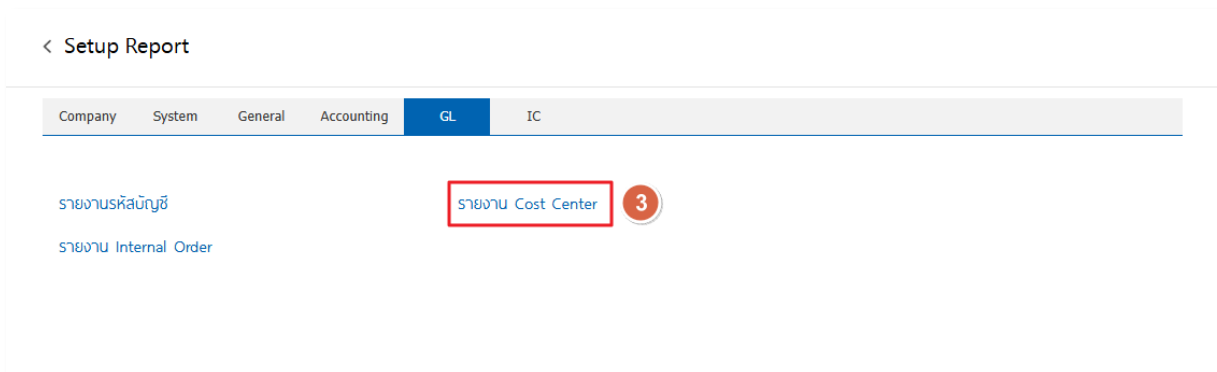 < Setup Report
Company System General Accounting GL IC
รายงานรหัสบัญชี รายงาน Cost Center 3
รายงาน Internal Order